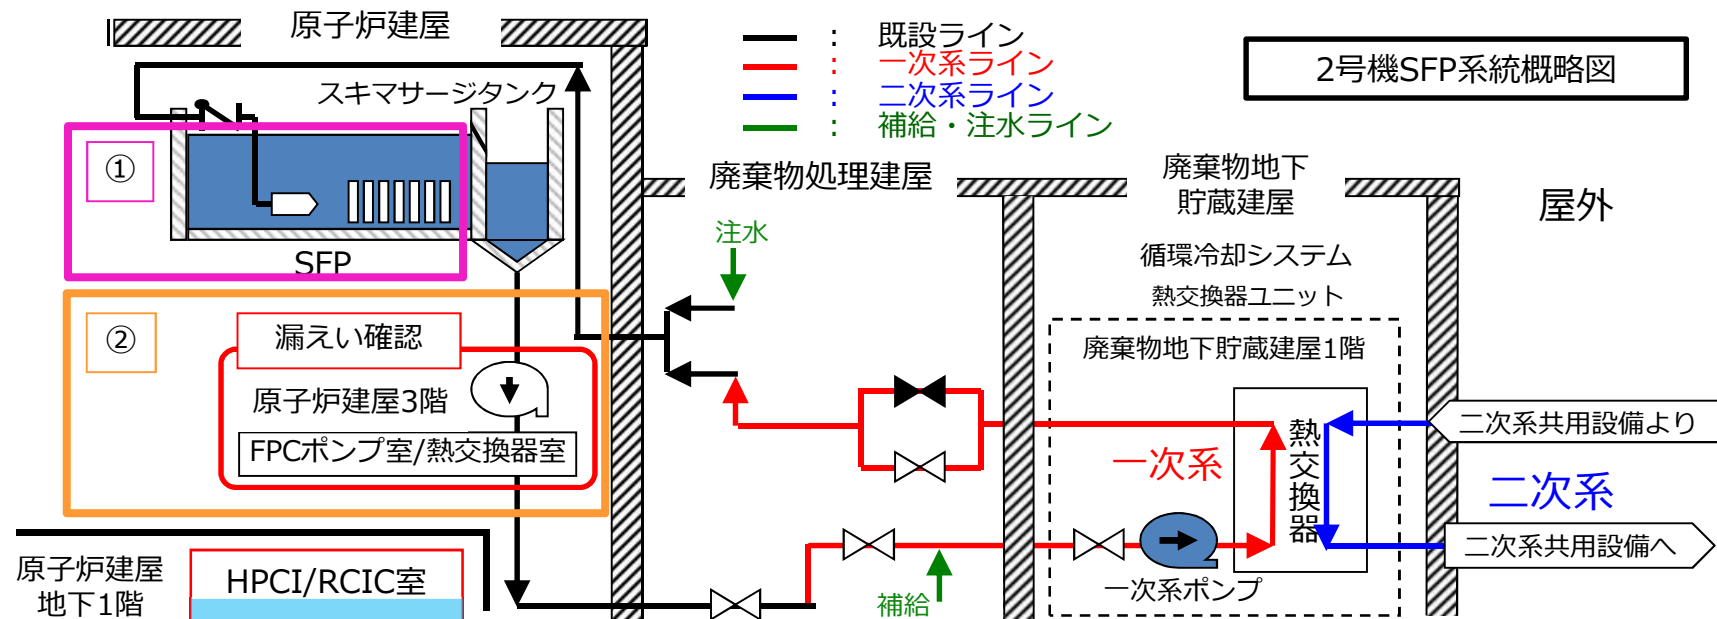 原子炉建屋
： 既設ライン
： 一次系ライン
： 二次系ライン
： 補給・注水ライン
2号機SFP系統概略図
スキマサージタンク
①
SFP
廃棄物処理建屋
廃棄物地下
貯蔵建屋
屋外
注水
循環冷却システム
熱交換器ユニット
②
漏えい確認
原子炉建屋3階
FPCポンプ室/熱交換器室
廃棄物地下貯蔵建屋1階
熱交換器
一次系
二次系共用設備より
二次系
二次系共用設備へ
一次系ポンプ
補給
原子炉建屋
地下1階
HPCI/RCIC室